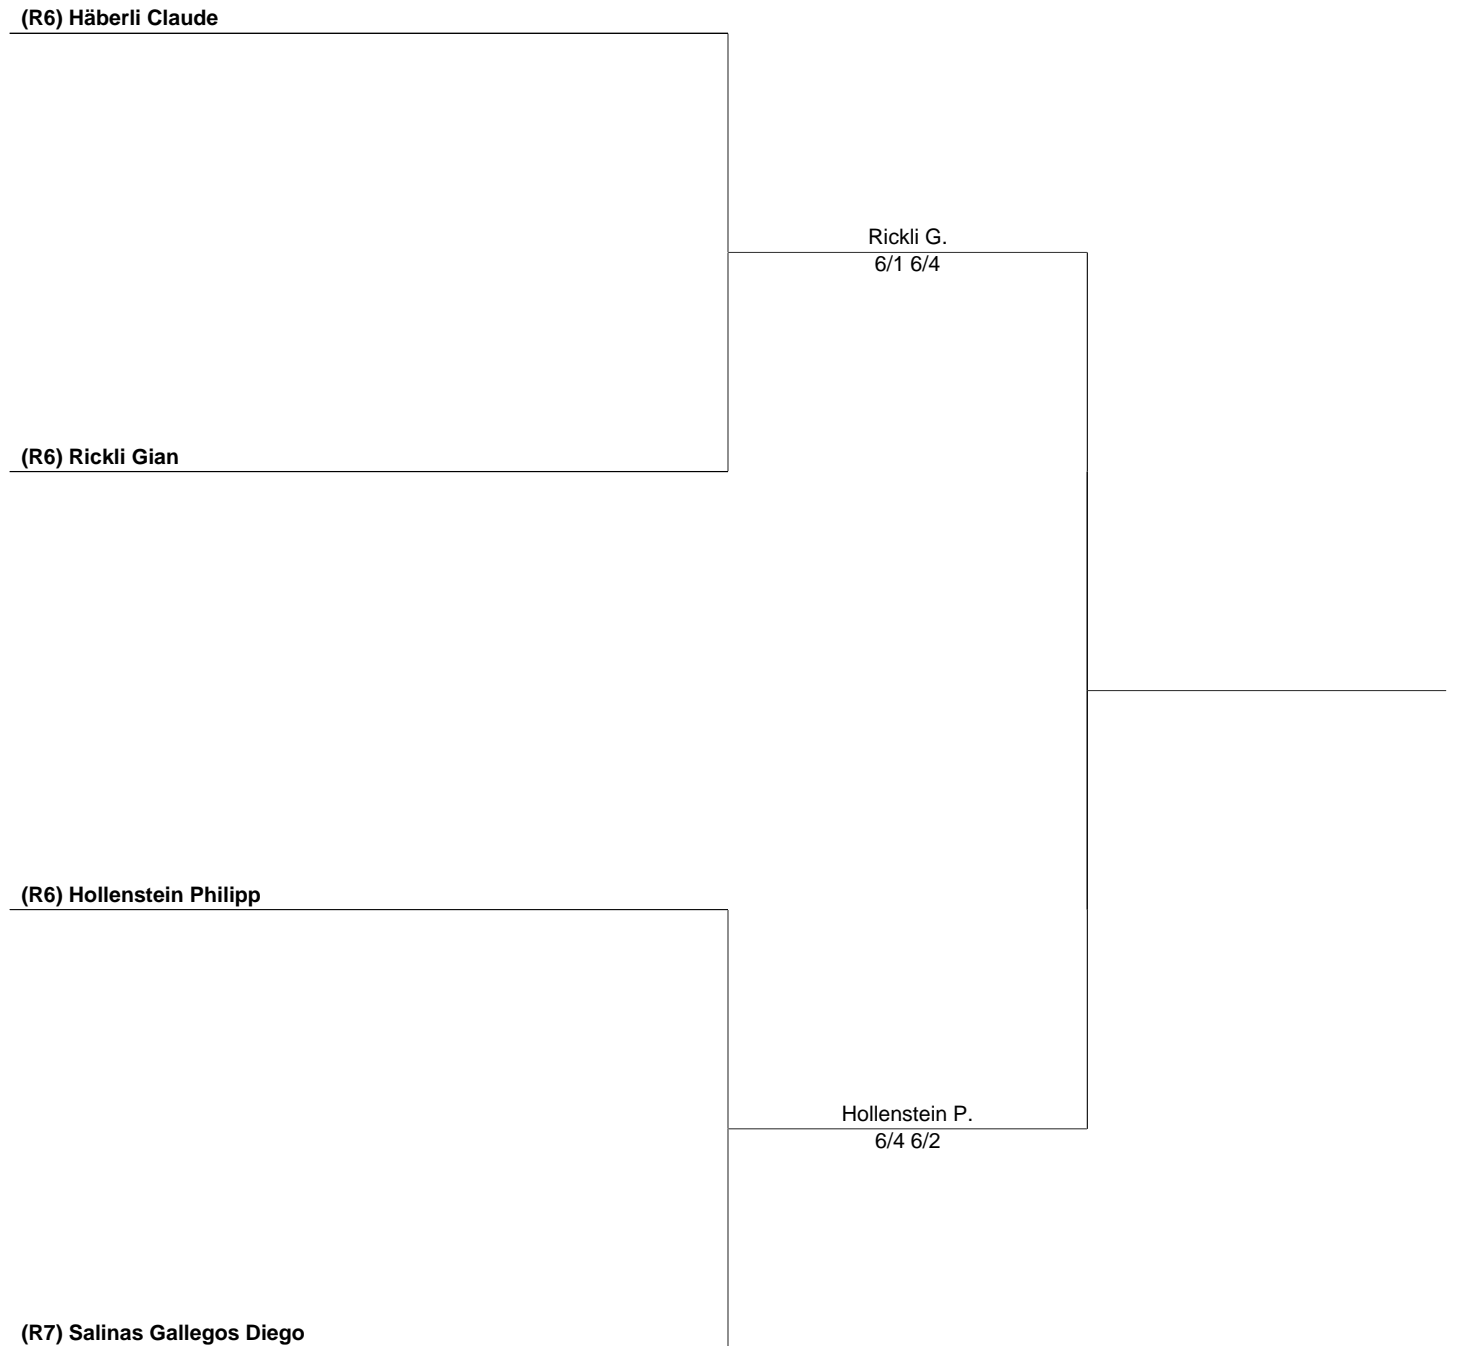 (R6) Häberli Claude
Rickli G.
6/1 6/4
(R6) Rickli Gian
(R6) Hollenstein Philipp
Hollenstein P.
6/4 6/2
(R7) Salinas Gallegos Diego